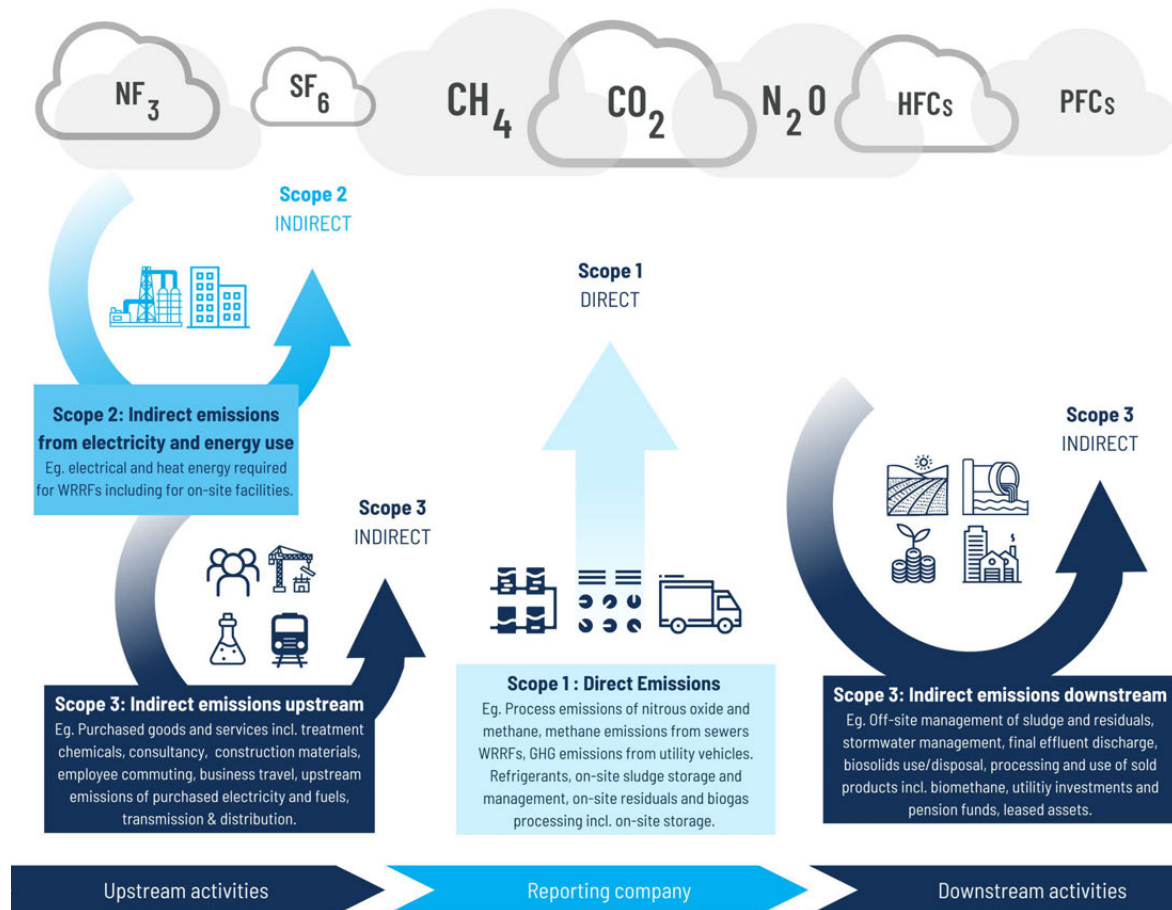 NF3
SF6
CH4
CO2
N2O
HFCs
PFCs
Scope 2
INDIRECT
Scope 1
DIRECT
Scope 2: Indirect emissions
from electricity and energy use
Eg. electrical and heat energy required
for WRRFs including for on-site facilities.
Scope 3
INDIRECT
Scope 3
INDIRECT
Scope 3: Indirect emissions upstream
Eg. Purchased goods and services incl. treatment
chemicals, consultancy, construction materials,
employee commuting, business travel, upstream
emissions of purchased electricity and fuels,
transmission & distribution.
Scope 1 : Direct Emissions
Eg. Process emissions of nitrous oxide and
methane, methane emissions from sewers
WRRFs, GHG emissions from utility vehicles.
Refrigerants, on-site sludge storage and
management, on-site residuals and biogas
processing incl. on-site storage.
Scope 3: Indirect emissions downstream
Eg. Off-site management of sludge and residuals,
stormwater management, final effluent discharge,
biosolids use/disposal, processing and use of sold
products incl. biomethane, utilitiy investments and
pension funds, leased assets.
Upstream activities
Reporting company
Downstream activities